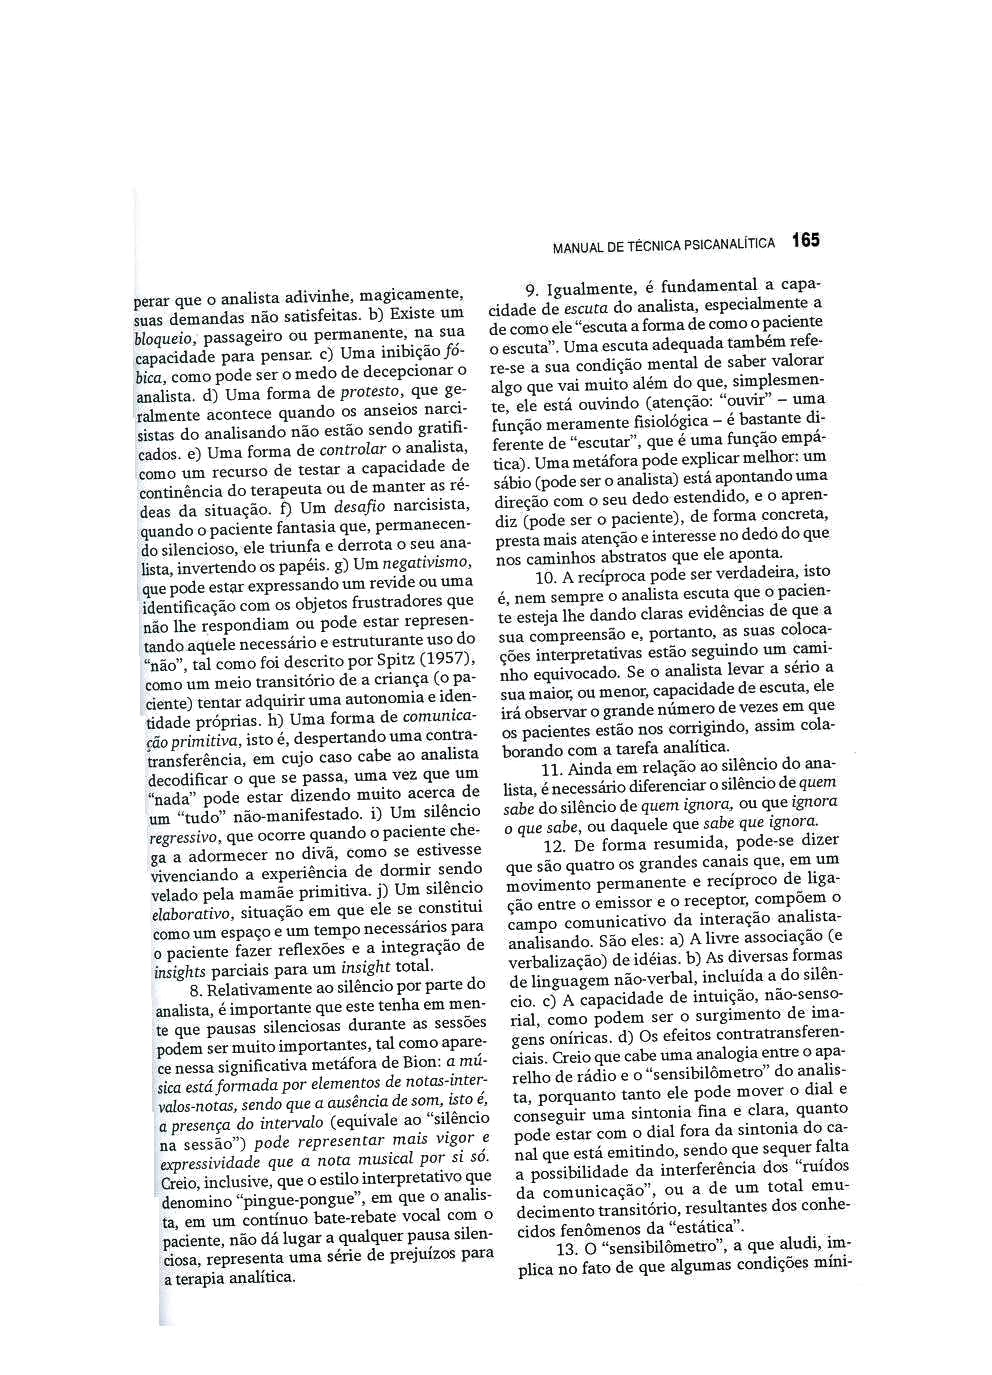 MANUAL DE TÉCNICA PSICANALÍTICA 165
perar que o analista adivinhe, magicamente,
suas demandas não satisfeitas. b) Existe um
bloqueio, passageiro ou permanente, na sua
capacidade para pensar. c) Uma inibição fó-
bica, como pode ser o medo de decepcionar o
analista. d) Uma forma de protesto, que ge-
ralmente acontece quando os anseios narci-
sistas do analisando não estão sendo gratifi-
cados. e) Uma forma de controlar o analista,
como um recurso de testar a capacidade de
continência do terapeuta ou de manter as ré-
deas da situação. f) Um desafio narcisista,
quando o paciente fantasia que, permanecen-
do silencioso, ele triunfa e derrota o seu ana-
lista, invertendo os papéis. g) Um negativismo,
que pode estar expressando um revide ou uma
identificação com os objetos frustradores que
não lhe respondiam ou pode estar represen-
tando aquele necessário e estruturante uso do
“não”, tal como foi descrito por Spitz (1957),
como um meio transitório de a criança (o pa-
ciente) tentar adquirir uma autonomia e iden-
tidade próprias. h) Uma forma de comunica-
ção primitiva, isto é, despertando uma contra-
transferência, em cujo caso cabe ao analista
decodificar o que se passa, uma vez que um
“nada” pode estar dizendo muito acerca de
um “tudo” não-manifestado. i) Um silêncio
regressivo, que ocorre quando o paciente che-
ga a adormecer no divã, como se estivesse
vivenciando a experiência de dormir sendo
velado pela mamãe primitiva. j) Um silêncio
elaborativo, situação em que ele se constitui
como um espaço e um tempo necessários para
o paciente fazer reflexões e a integração de
insights parciais para um insight total.
8. Relativamente ao silêncio por parte do
analista, é importante que este tenha em men-
te que pausas silenciosas durante as sessões
podem ser muito importantes, tal como apare-
ce nessa significativa metáfora de Bion: a mú-
sica está formada por elementos de notas-inter-
valos-notas, sendo que a ausência de som, isto é,
a presença do intervalo (equivale ao “silêncio
na sessão”) pode representar mais vigor e
expressividade que a nota musical por si só.
Creio, inclusive, que o estilo interpretativo que
denomino “pingue-pongue”, em que o analis-
ta, em um contínuo bate-rebate vocal com o
paciente, não dá lugar a qualquer pausa silen-
ciosa, representa uma série de prejuízos para
a terapia analítica.
9. Igualmente, é fundamental a capa-
cidade de escuta do analista, especialmente a
de como ele “escuta a forma de como o paciente
o escuta”. Uma escuta adequada também refe-
re-se a sua condição mental de saber valorar
algo que vai muito além do que, simplesmen-
te, ele está ouvindo (atenção: “ouvir” – uma
função meramente fisiológica – é bastante di-
ferente de “escutar”, que é uma função empá-
tica). Uma metáfora pode explicar melhor: um
sábio (pode ser o analista) está apontando uma
direção com o seu dedo estendido, e o apren-
diz (pode ser o paciente), de forma concreta,
presta mais atenção e interesse no dedo do que
nos caminhos abstratos que ele aponta.
10. A recíproca pode ser verdadeira, isto
é, nem sempre o analista escuta que o pacien-
te esteja lhe dando claras evidências de que a
sua compreensão e, portanto, as suas coloca-
ções interpretativas estão seguindo um cami-
nho equivocado. Se o analista levar a sério a
sua maior, ou menor, capacidade de escuta, ele
irá observar o grande número de vezes em que
os pacientes estão nos corrigindo, assim cola-
borando com a tarefa analítica.
11. Ainda em relação ao silêncio do ana-
lista, é necessário diferenciar o silêncio de quem
sabe do silêncio de quem ignora, ou que ignora
o que sabe, ou daquele que sabe que ignora.
12. De forma resumida, pode-se dizer
que são quatro os grandes canais que, em um
movimento permanente e recíproco de liga-
ção entre o emissor e o receptor, compõem o
campo comunicativo da interação analista-
analisando. São eles: a) A livre associação (e
verbalização) de idéias. b) As diversas formas
de linguagem não-verbal, incluída a do silên-
cio. c) A capacidade de intuição, não-senso-
rial, como podem ser o surgimento de ima-
gens oníricas. d) Os efeitos contratransferen-
ciais. Creio que cabe uma analogia entre o apa-
relho de rádio e o “sensibilômetro” do analis-
ta, porquanto tanto ele pode mover o dial e
conseguir uma sintonia fina e clara, quanto
pode estar com o dial fora da sintonia do ca-
nal que está emitindo, sendo que sequer falta
a possibilidade da interferência dos “ruídos
da comunicação”, ou a de um total emu-
decimento transitório, resultantes dos conhe-
cidos fenômenos da “estática”.
13. O “sensibilômetro”, a que aludi, im-
plica no fato de que algumas condições míni-